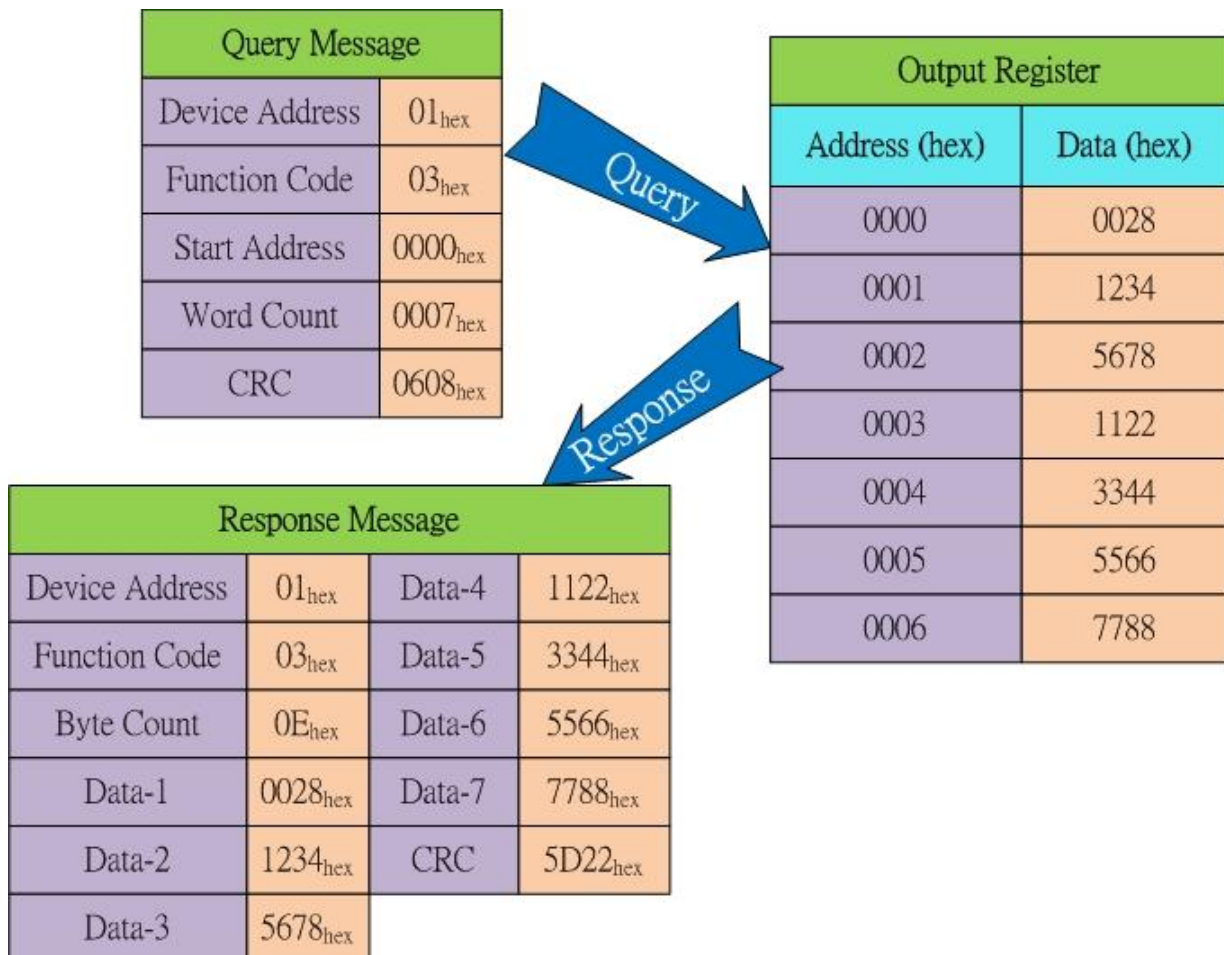 Query Message
Device Address 01hex
Function Code 03hex
Start Address 0000hex
Word Count 0007hex
CRC 0608hex
Query
Output Register
Address (hex) Data (hex)
0000 0028
0001 1234
0002 5678
0003 1122
0004 3344
0005 5566
0006 7788
Response
Response Message
Device Address 01hex Data-4 1122hex
Function Code 03hex Data-5 3344hex
Byte Count 0Ehex Data-6 5566hex
Data-1 0028hex Data-7 7788hex
Data-2 1234hex CRC 5D22hex
Data-3 5678hex